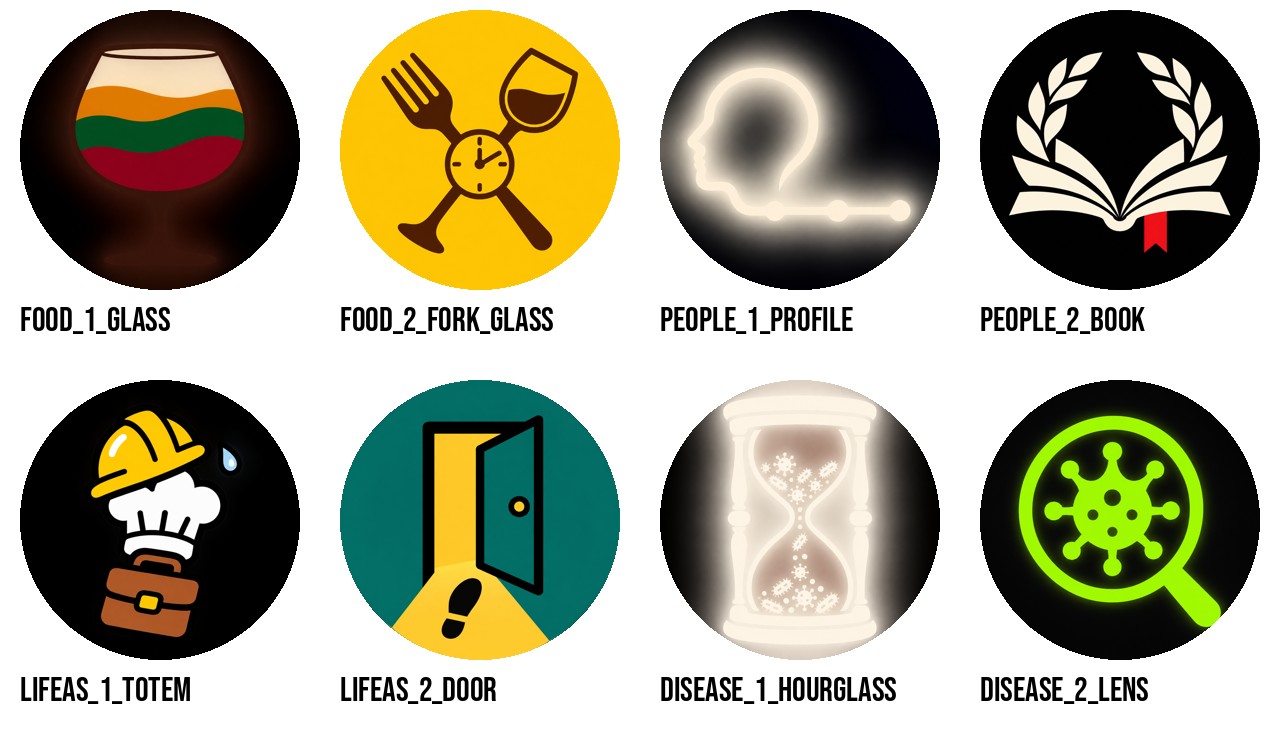 FOOD_1_GLASS
FOOD_2_FORK_GLASS
PEOPLE_1_PROFILE
PEOPLE_2_BOOK
LIFEAS_1_TOTEM
LIFEAS_2_DOOR
DISEASE_1_HOURGLASS
DISEASE_2_LENS